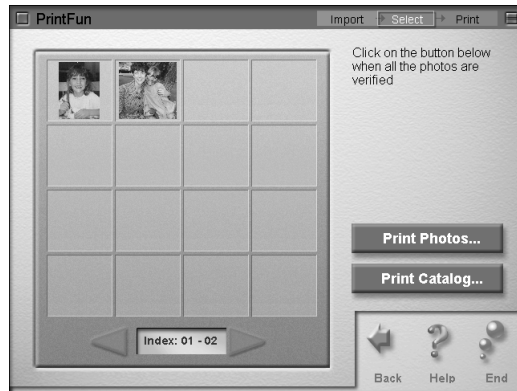 PrintFun
Import Select Print
Click on the button below
when all the photos are
verified
Print Photos...
Print Catalog...
Index: 01 - 02
Back Help End